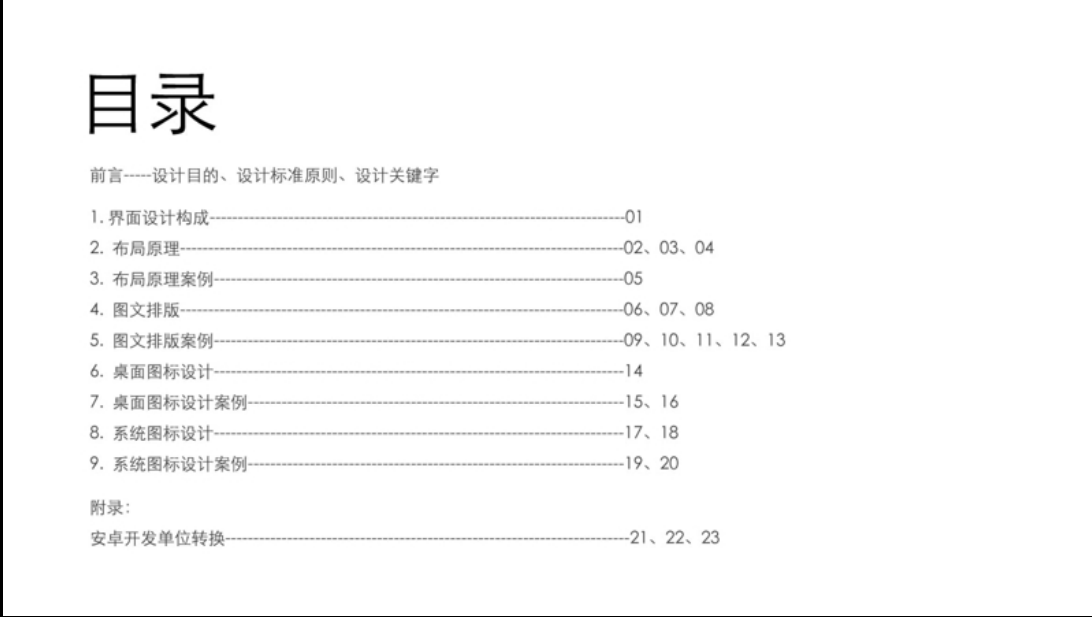 目录
前言-----设计目的、设计标准原则、设计关键字
1. 界面设计构成--------------------------------------------------------------------------01
2. 布局原理-------------------------------------------------------------------------------02、03、04
3. 布局原理案例-------------------------------------------------------------------------05
4. 图文排版-------------------------------------------------------------------------------06、07、08
5. 图文排版案例-------------------------------------------------------------------------09、10、11、12、13
6. 桌面图标设计-------------------------------------------------------------------------14
7. 桌面图标设计案例-------------------------------------------------------------------15、16
8. 系统图标设计-------------------------------------------------------------------------17、18
9. 系统图标设计案例-------------------------------------------------------------------19、20
附录：
安卓开发单位转换------------------------------------------------------------------------21、22、23